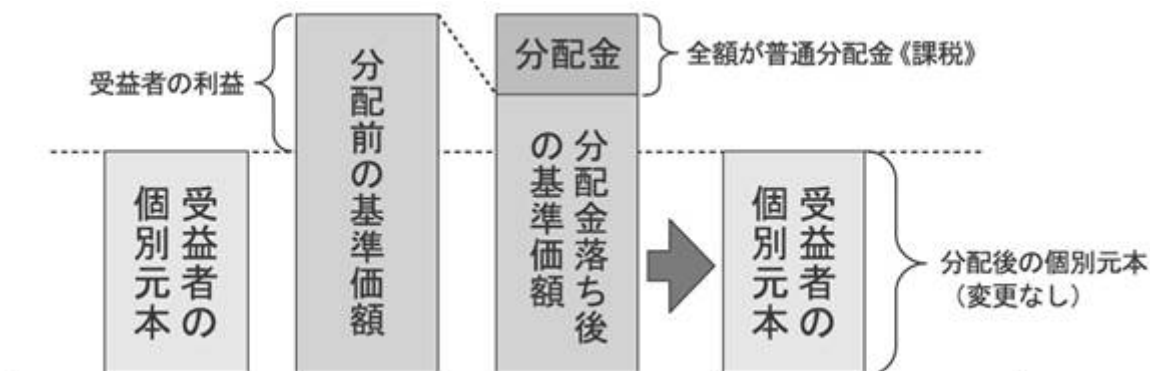 受益者の利益
受益者の
個別元本
分配前の基準価額
分配金
全額が普通分配金《課税》
分配金落ち後
の基準価額
受益者の
個別元本
分配後の個別元本
（変更なし）